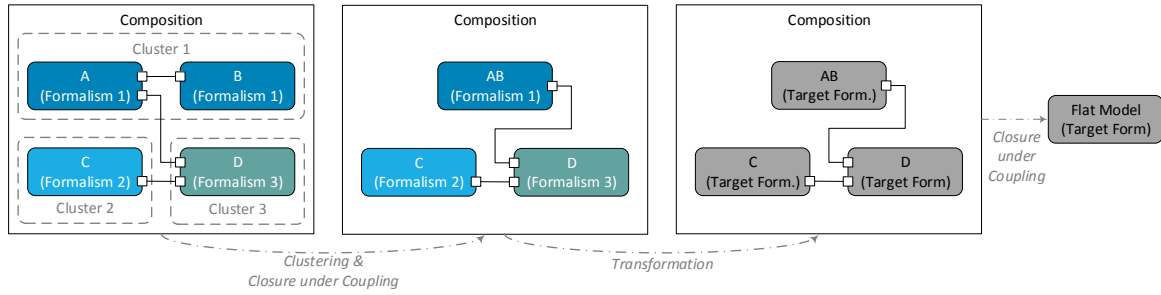 Composition
Cluster 1
A
(Formalism 1)
B
(Formalism 1)
C
(Formalism 2)
Cluster 2
D
(Formalism 3)
Cluster 3
Clustering &
Closure under Coupling
Composition
AB
(Formalism 1)
C
(Formalism 2)
D
(Formalism 3)
Transformation
Composition
AB
(Target Form.)
C
(Target Form.)
D
(Target Form)
Closure
under
Coupling
Flat Model
(Target Form)